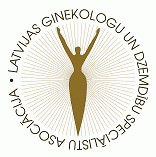 LATVIJAS GINEKOLOGU UN DZEMDĪBU SPECIĀLISTU ASOCIĀCIJA •